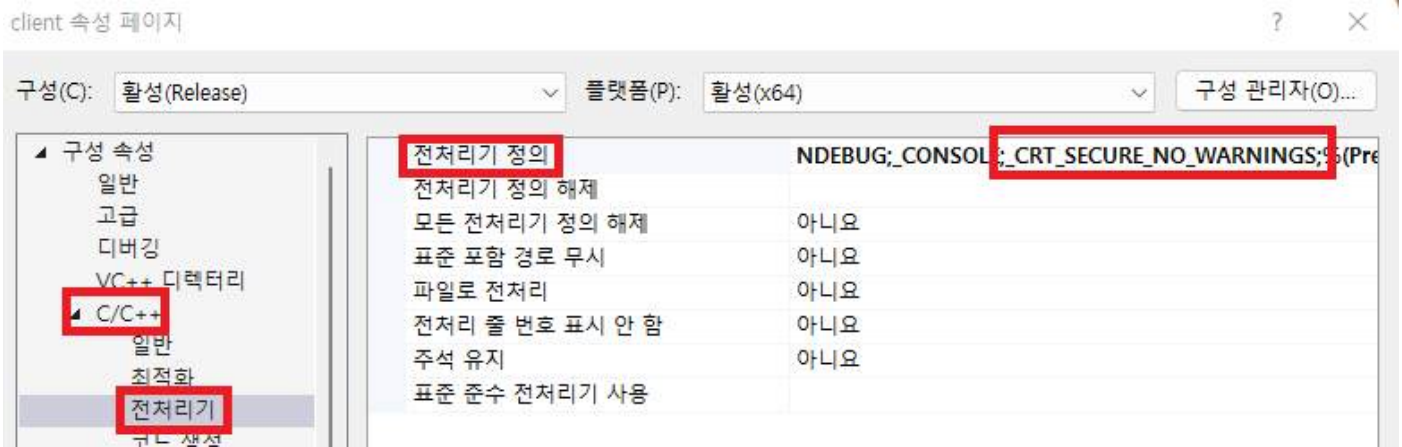 client 속성 페이지 ? ×
구성(C): 활성(Release) 플랫폼(P): 활성(x64) 구성 관리자(O)...
구성 속성
일반
고급
디버깅
VC++ 디렉터리
C/C++
일반
최적화
전처리기
코드 생성
전처리기 정의 NDEBUG;_CONSOLE;_CRT_SECURE_NO_WARNINGS;%(Pre
전처리기 정의 해제
모든 전처리기 정의 해제 아니요
표준 포함 경로 무시 아니요
파일로 전처리 아니요
전처리 줄 번호 표시 안 함 아니요
주석 유지 아니요
표준 준수 전처리기 사용